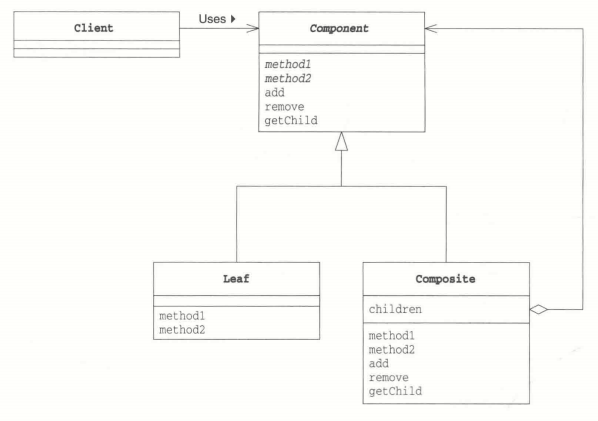 Client
Uses
Component
method1
method2
add
remove
getChild
Leaf
method1
method2
Composite
children
method1
method2
add
remove
getChild